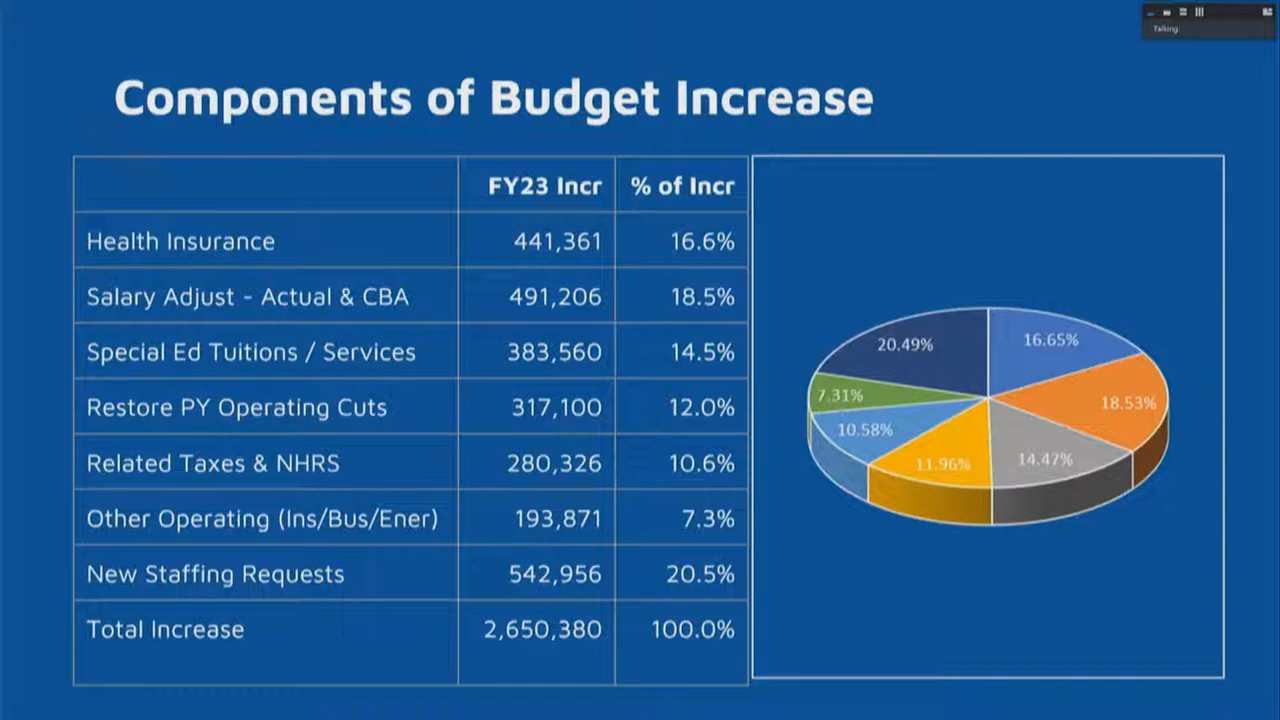 Talking:
Components of Budget Increase
FY23 Incr % of Incr
Health Insurance 441,361 16.6%
Salary Adjust - Actual & CBA 491,206 18.5%
Special Ed Tuitions / Services 383,560 14.5%
Restore PY Operating Cuts 317,100 12.0%
Related Taxes & NHRS 280,326 10.6%
Other Operating (Ins/Bus/Ener) 193,871 7.3%
New Staffing Requests 542,956 20.5%
Total Increase 2,650,380 100.0%
20.49% 16.65%
7.31% 18.53%
10.58%
11.96% 14.47%